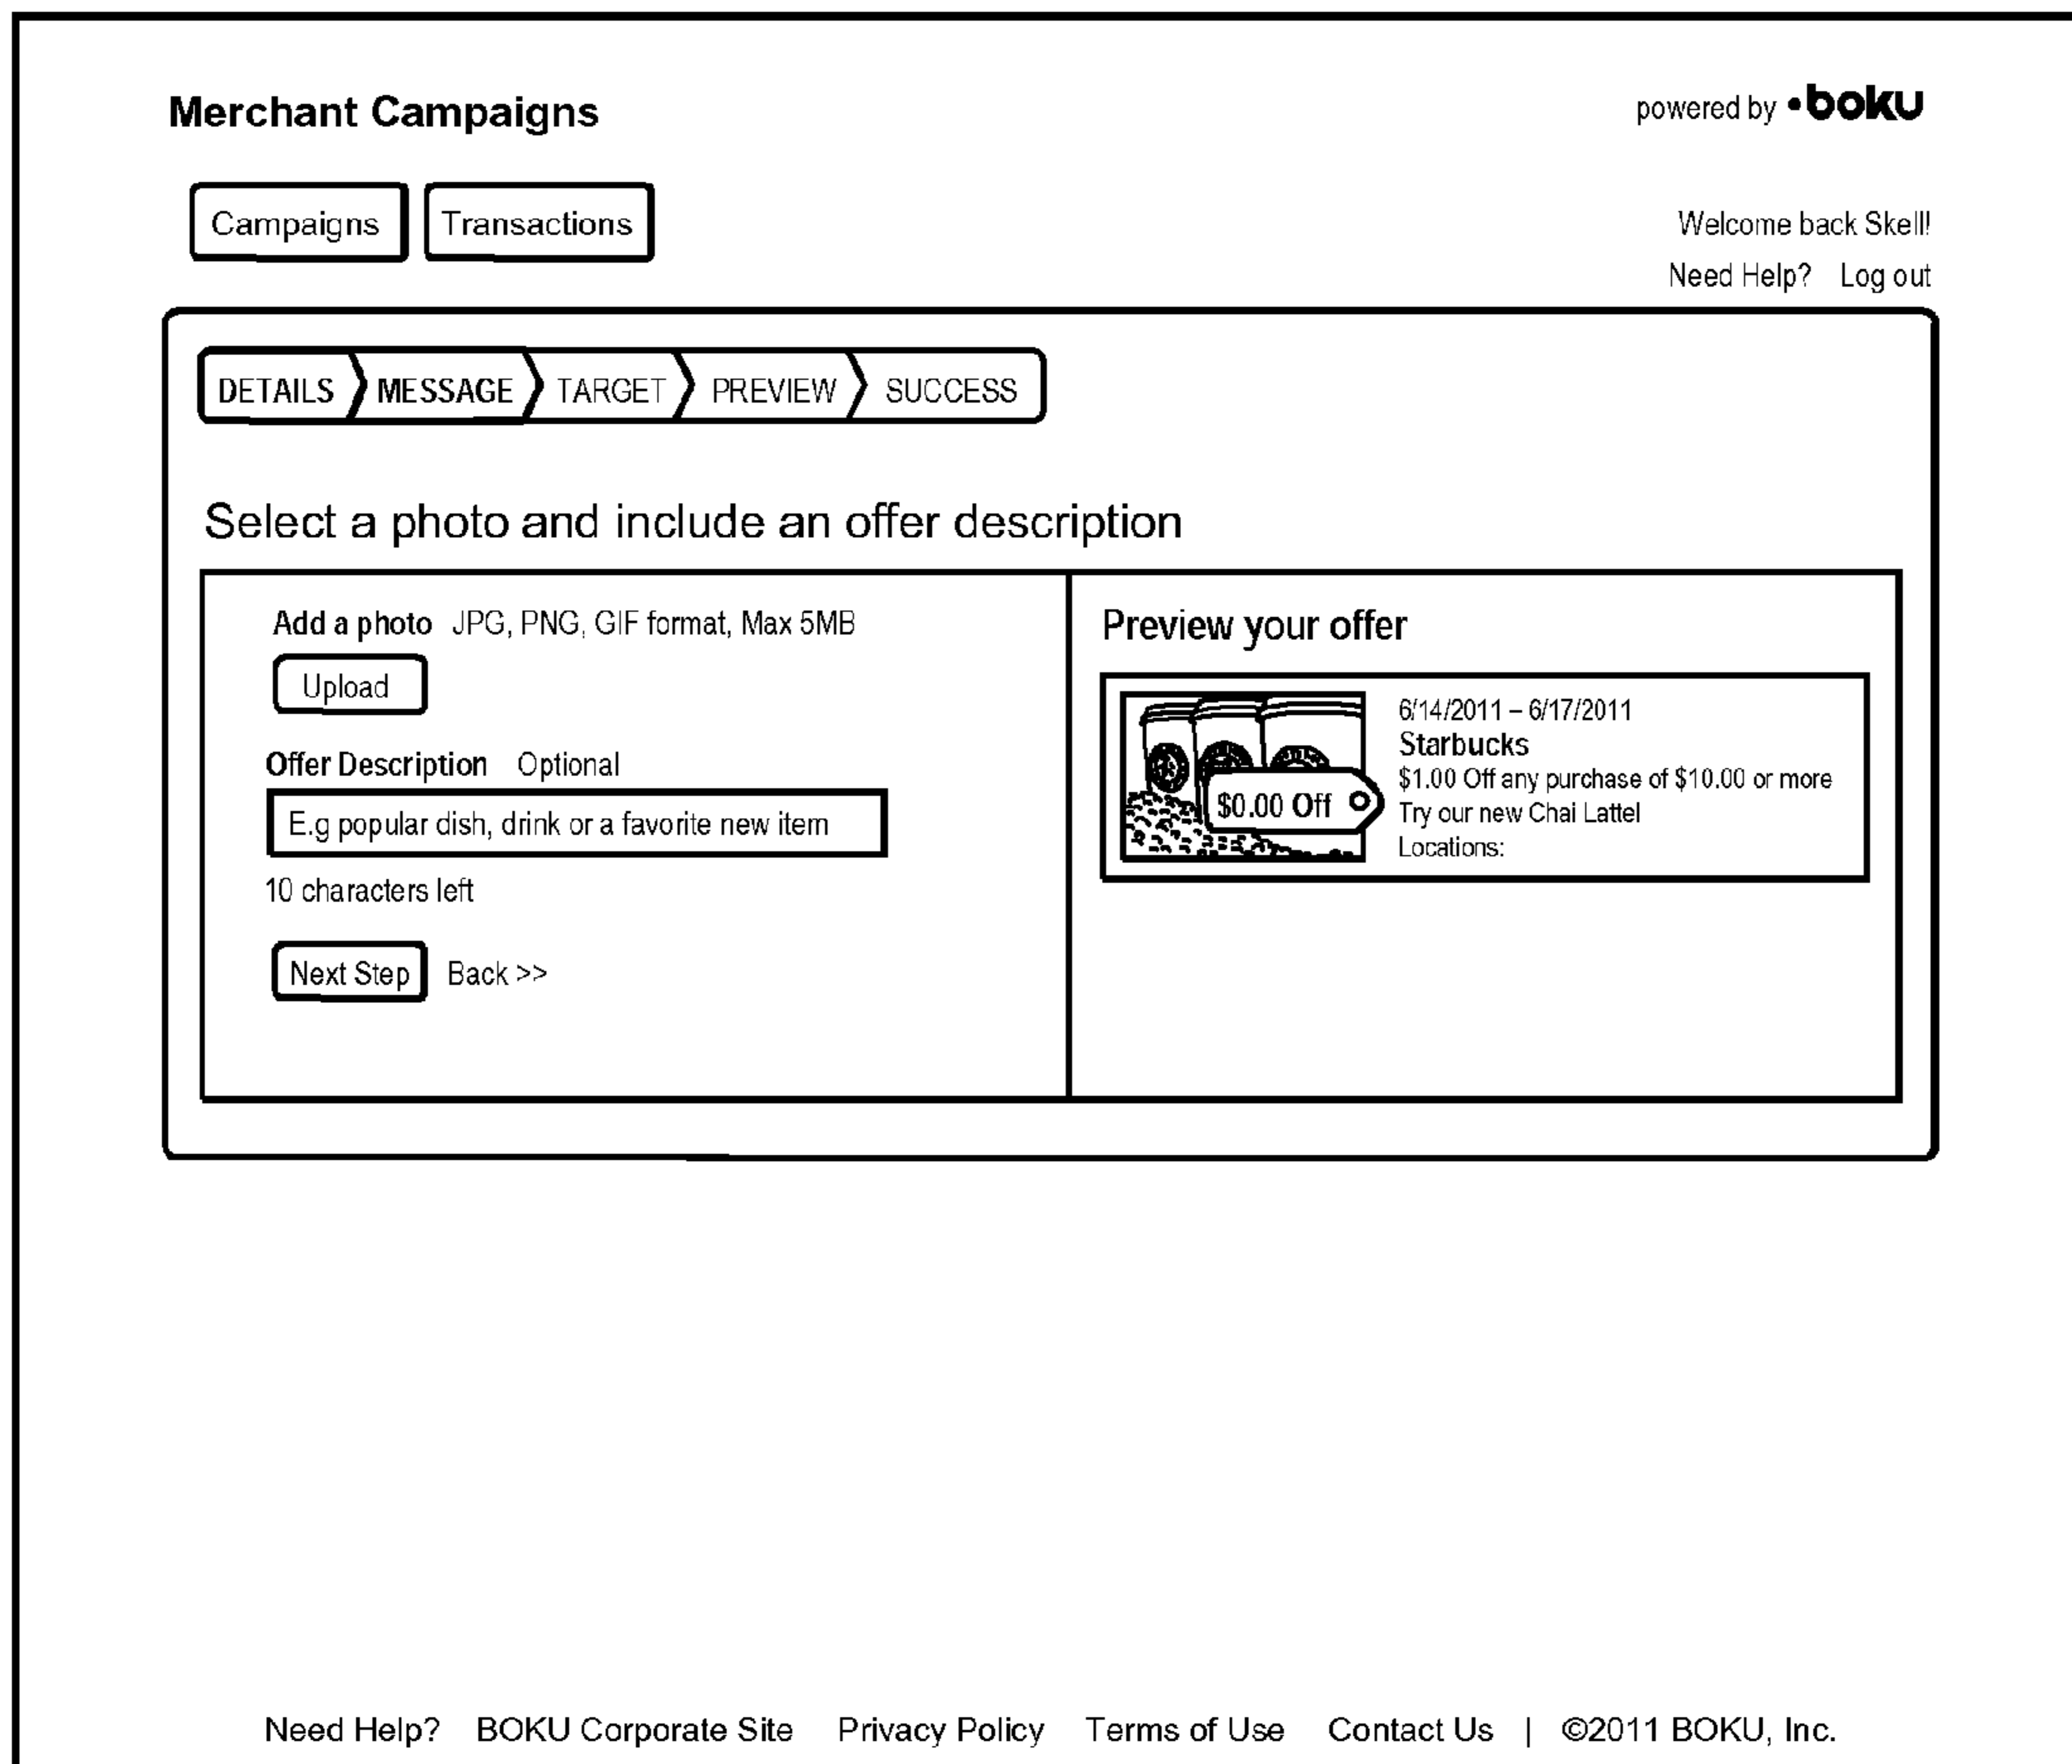 Merchant Campaigns
powered by •boku
Campaigns Transactions
Welcome back Skell!
Need Help? Log out
DETAILS MESSAGE TARGET PREVIEW SUCCESS
Select a photo and include an offer description
Add a photo JPG, PNG, GIF format, Max 5MB
Upload
Offer Description Optional
E.g popular dish, drink or a favorite new item
10 characters left
Next Step Back >>
Preview your offer
$0.00 Off
6/14/2011 – 6/17/2011
Starbucks
$1.00 Off any purchase of $10.00 or more
Try our new Chai Lattel
Locations:
Need Help? BOKU Corporate Site Privacy Policy Terms of Use Contact Us | ©2011 BOKU, Inc.